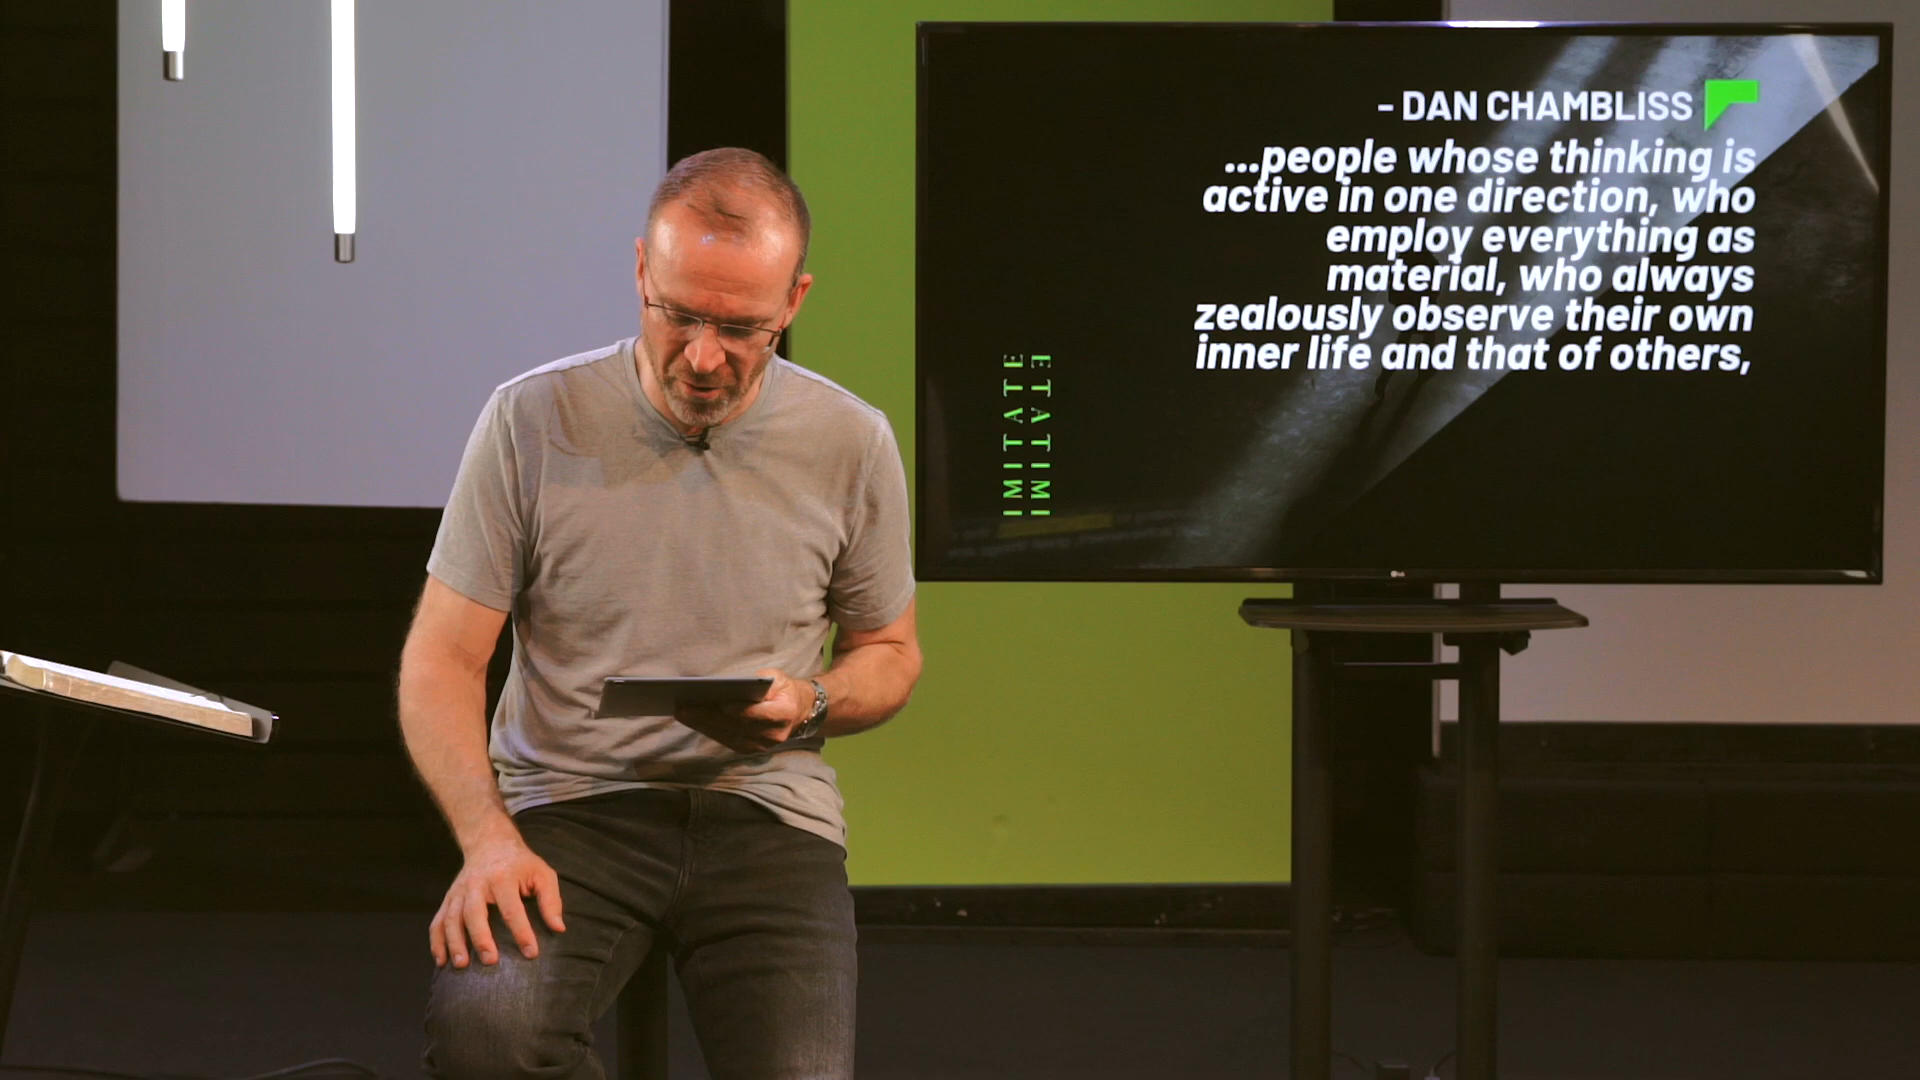 - DAN CHAMBLISS
...people whose thinking is
active in one direction, who
employ everything as
material, who always
zealously observe their own
inner life and that of others,
IMITATE
IMITATE
LG